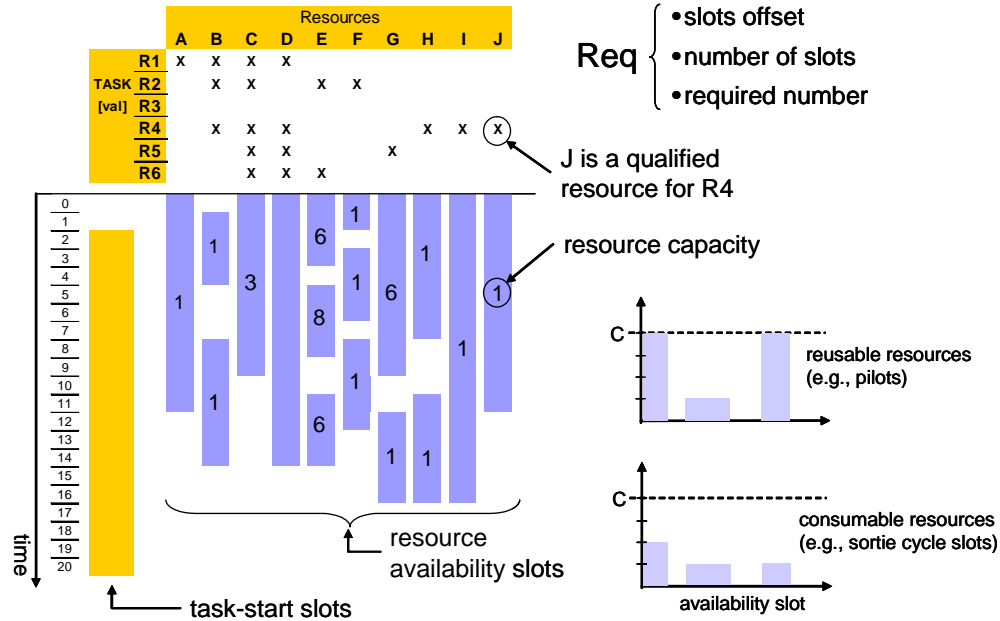 Resources
A B C D E F G H I J
TASK
[val]
R1 x x x x
R2 x x x x
R3
R4 x x x x x x
R5 x x x
R6 x x x
Req
•slots offset
•number of slots
•required number
J is a qualified
resource for R4
resource capacity
time
0
1
2
3
4
5
6
7
8
9
10
11
12
13
14
15
16
17
18
19
20
1
1
1
3
6
8
6
1
1
1
6
1
1
1
1
1
resource
availability slots
task-start slots
C
reusable resources
(e.g., pilots)
C
consumable resources
(e.g., sortie cycle slots)
availability slot